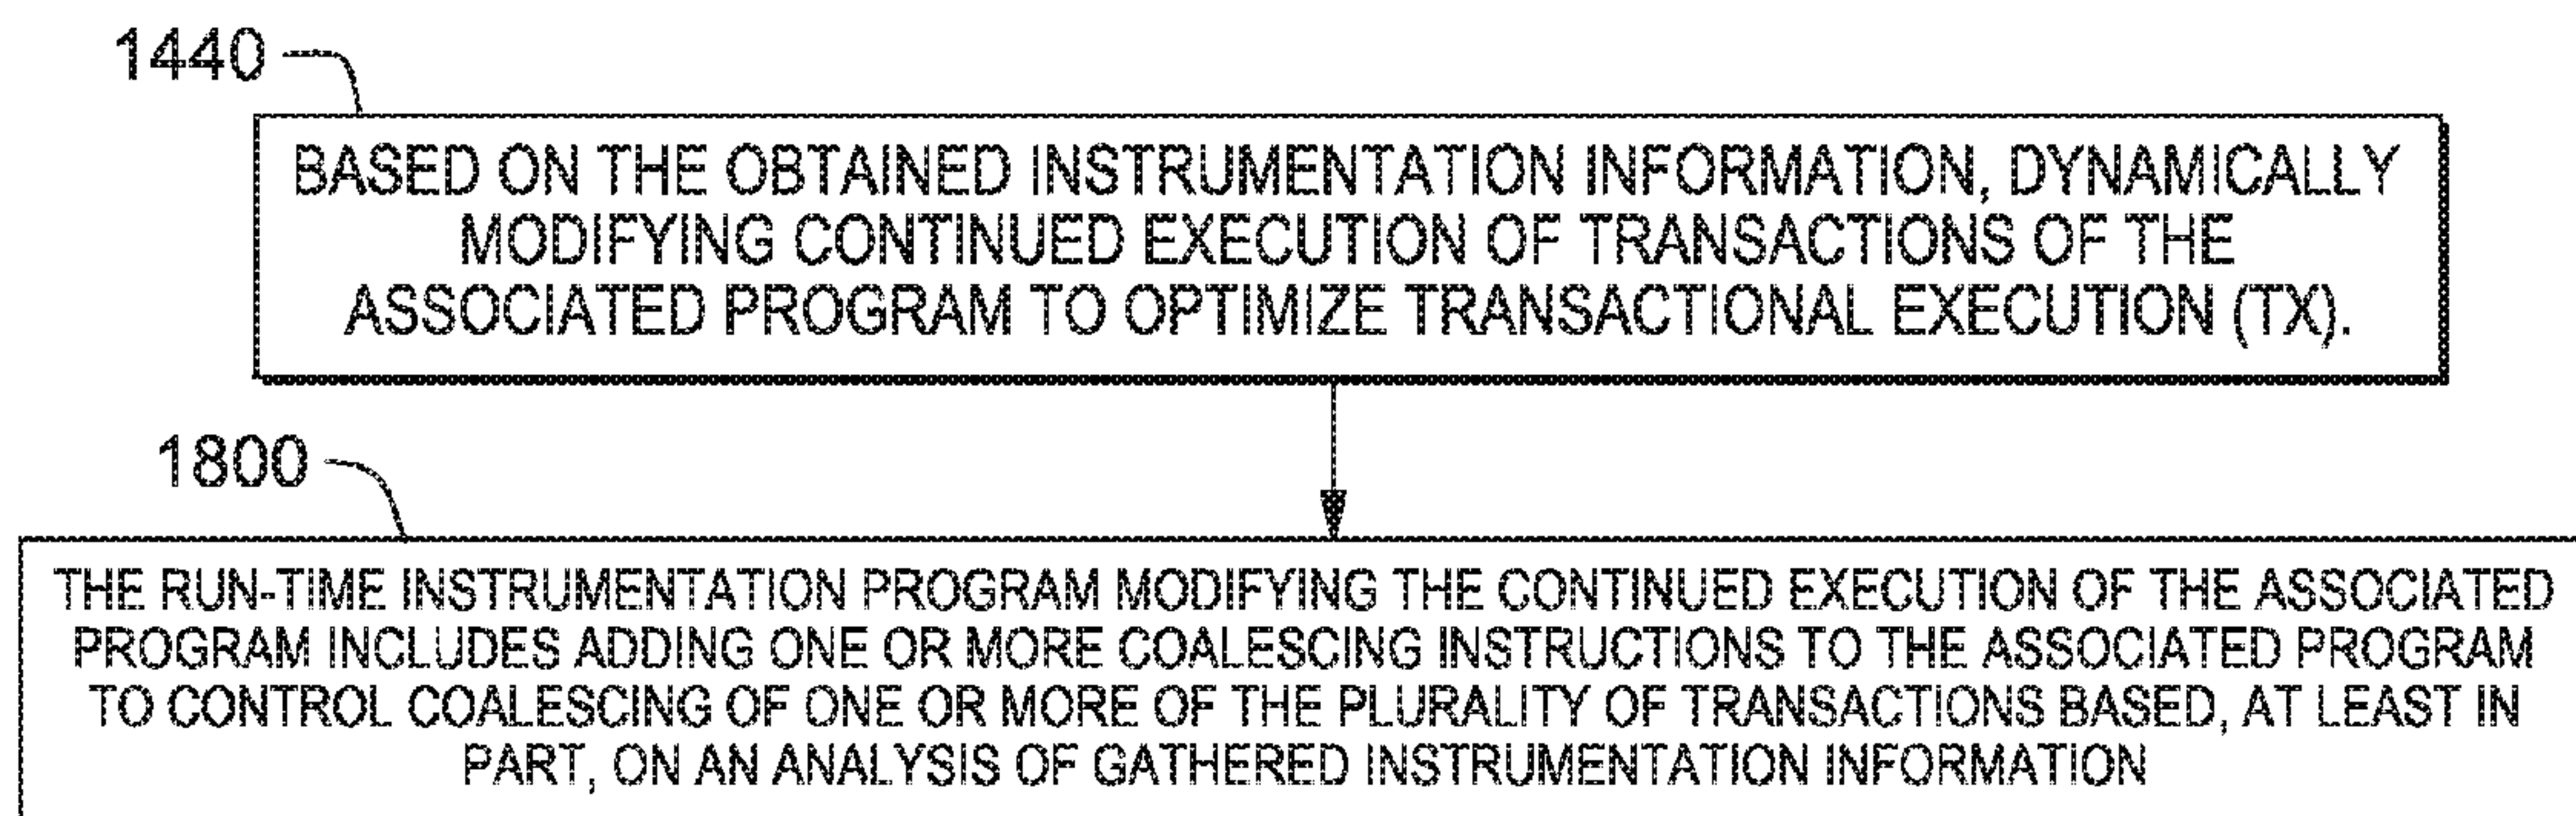 1440
BASED ON THE OBTAINED INSTRUMENTATION INFORMATION, DYNAMICALLY
MODIFYING CONTINUED EXECUTION OF TRANSACTIONS OF THE
ASSOCIATED PROGRAM TO OPTIMIZE TRANSACTIONAL EXECUTION (TX).
1800
THE RUN-TIME INSTRUMENTATION PROGRAM MODIFYING THE CONTINUED EXECUTION OF THE ASSOCIATED
PROGRAM INCLUDES ADDING ONE OR MORE COALESCING INSTRUCTIONS TO THE ASSOCIATED PROGRAM
TO CONTROL COALESCING OF ONE OR MORE OF THE PLURALITY OF TRANSACTIONS BASED, AT LEAST IN
PART, ON AN ANALYSIS OF GATHERED INSTRUMENTATION INFORMATION